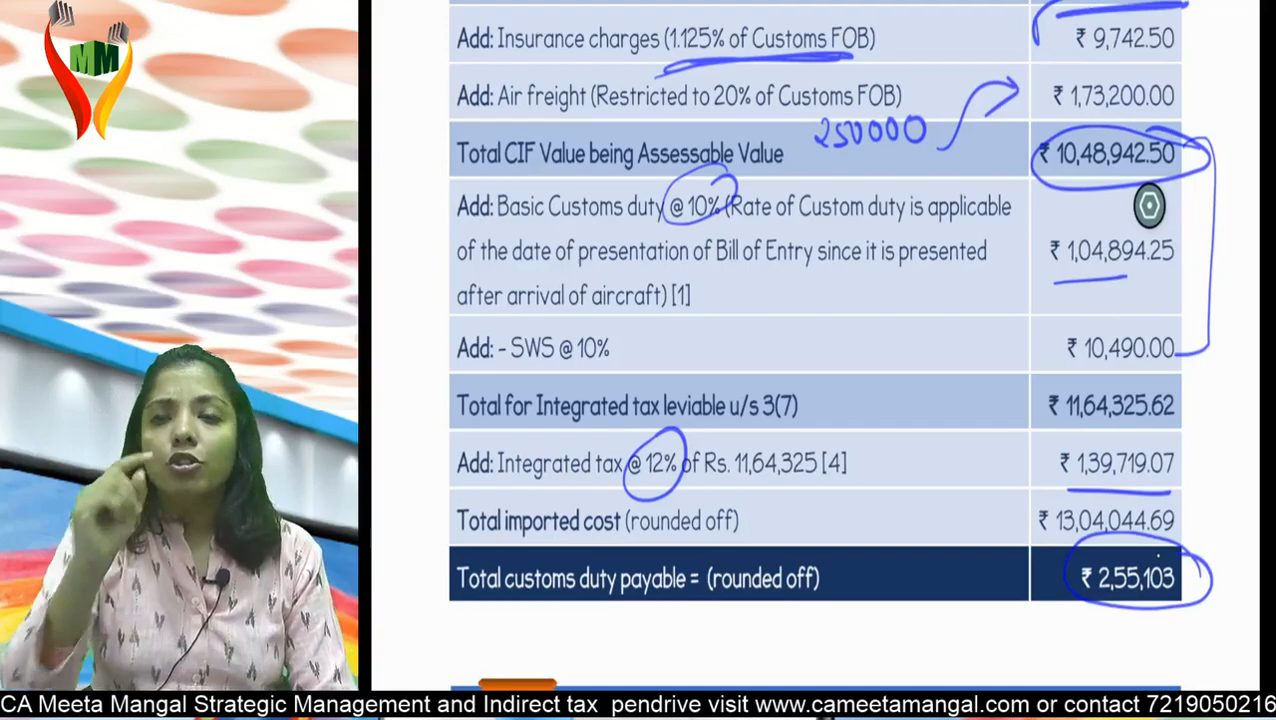 MM
Add: Insurance charges (1.125% of Customs FOB)
₹ 9,742.50
Add: Air freight (Restricted to 20% of Customs FOB)
₹ 1,73,200.00
250000
Total CIF Value being Assessable Value
₹ 10,48,942.50
Add: Basic Customs duty @ 10% (Rate of Custom duty is applicable
of the date of presentation of Bill of Entry since it is presented
after arrival of aircraft) [1]
₹ 1,04,894.25
Add: - SWS @ 10%
₹ 10,490.00
Total for Integrated tax leviable u/s 3(7)
₹ 11,64,325.62
Add: Integrated tax @ 12% of Rs. 11,64,325 [4]
₹ 1,39,719.07
Total imported cost (rounded off)
₹ 13,04,044.69
Total customs duty payable = (rounded off)
₹ 2,55,103
CA Meeta Mangal Strategic Management and Indirect tax pendrive visit www.cameetamangal.com or contact 7219050216